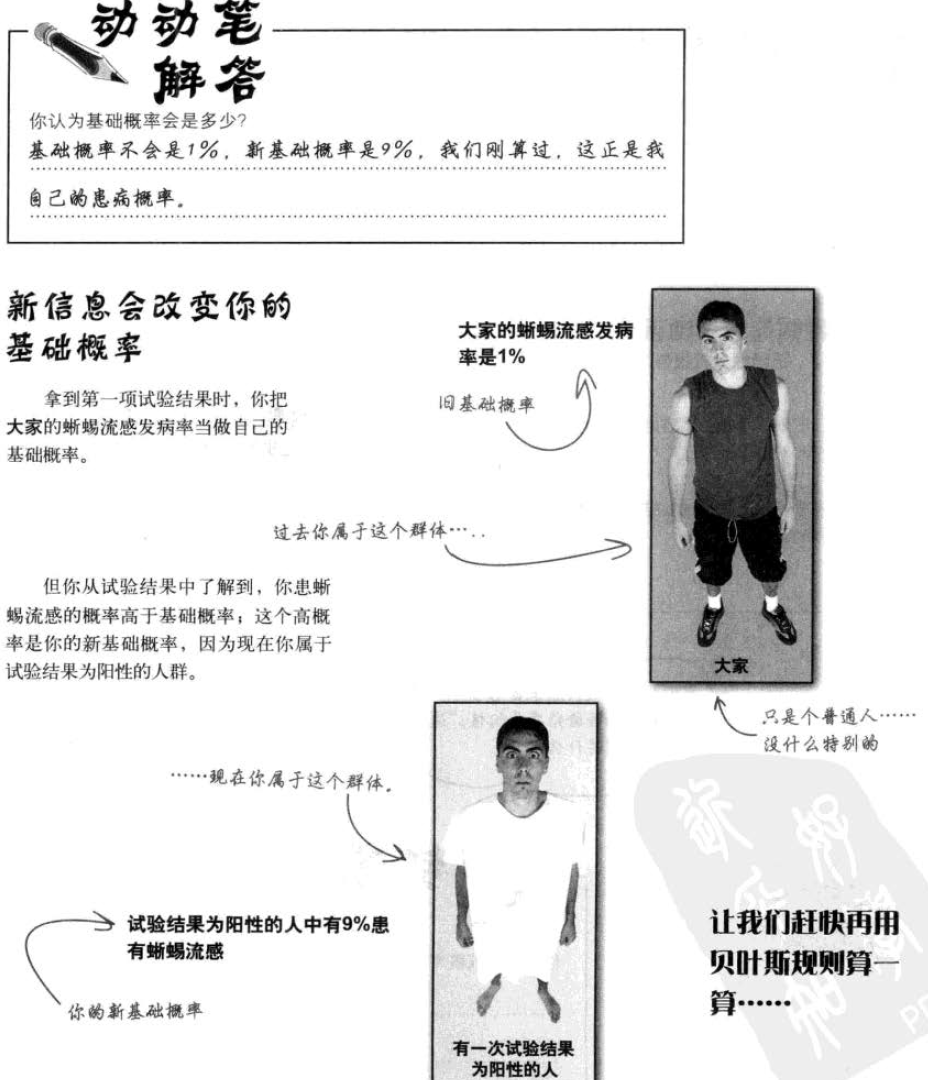 动动笔
解答
你认为基础概率会是多少?
基础概率不会是1%，新基础概率是9%，我们刚算过，这正是我
自己的患病概率。
新信息会改变你的
基础概率
拿到第一项试验结果时，你把
大家的蜥蜴流感发病率当做自己的
基础概率。
大家的蜥蜴流感发病
率是1%
旧基础概率
过去你属于这个群体…..
但你从试验结果中了解到，你患蜥
蜴流感的概率高于基础概率；这个高概
率是你的新基础概率，因为现在你属于
试验结果为阳性的人群。
大家
只是个普通人……
没什么特别的
……现在你属于这个群体。
试验结果为阳性的人中有9%患
有蜥蜴流感
你的新基础概率
有一次试验结果
为阳性的人
让我们赶快再用
贝叶斯规则算一
算……